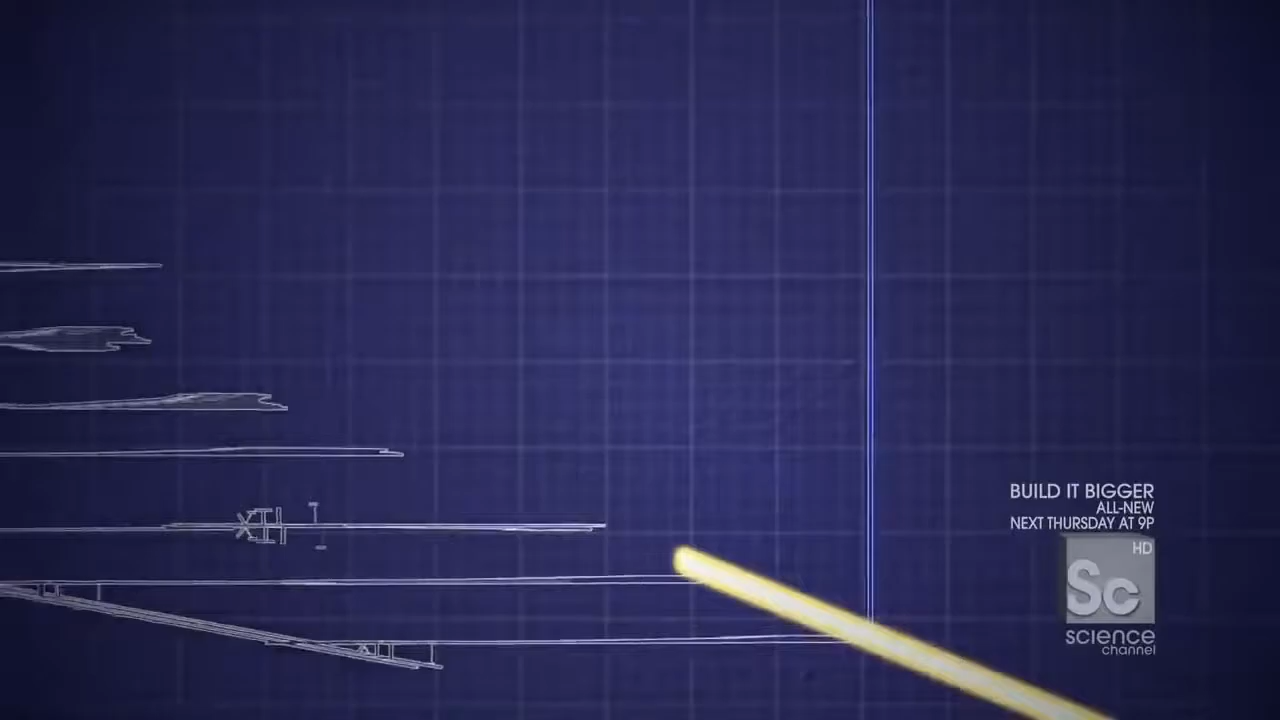 BUILD IT BIGGER
ALL-NEW
NEXT THURSDAY AT 9P
HD
Sc
science
channel